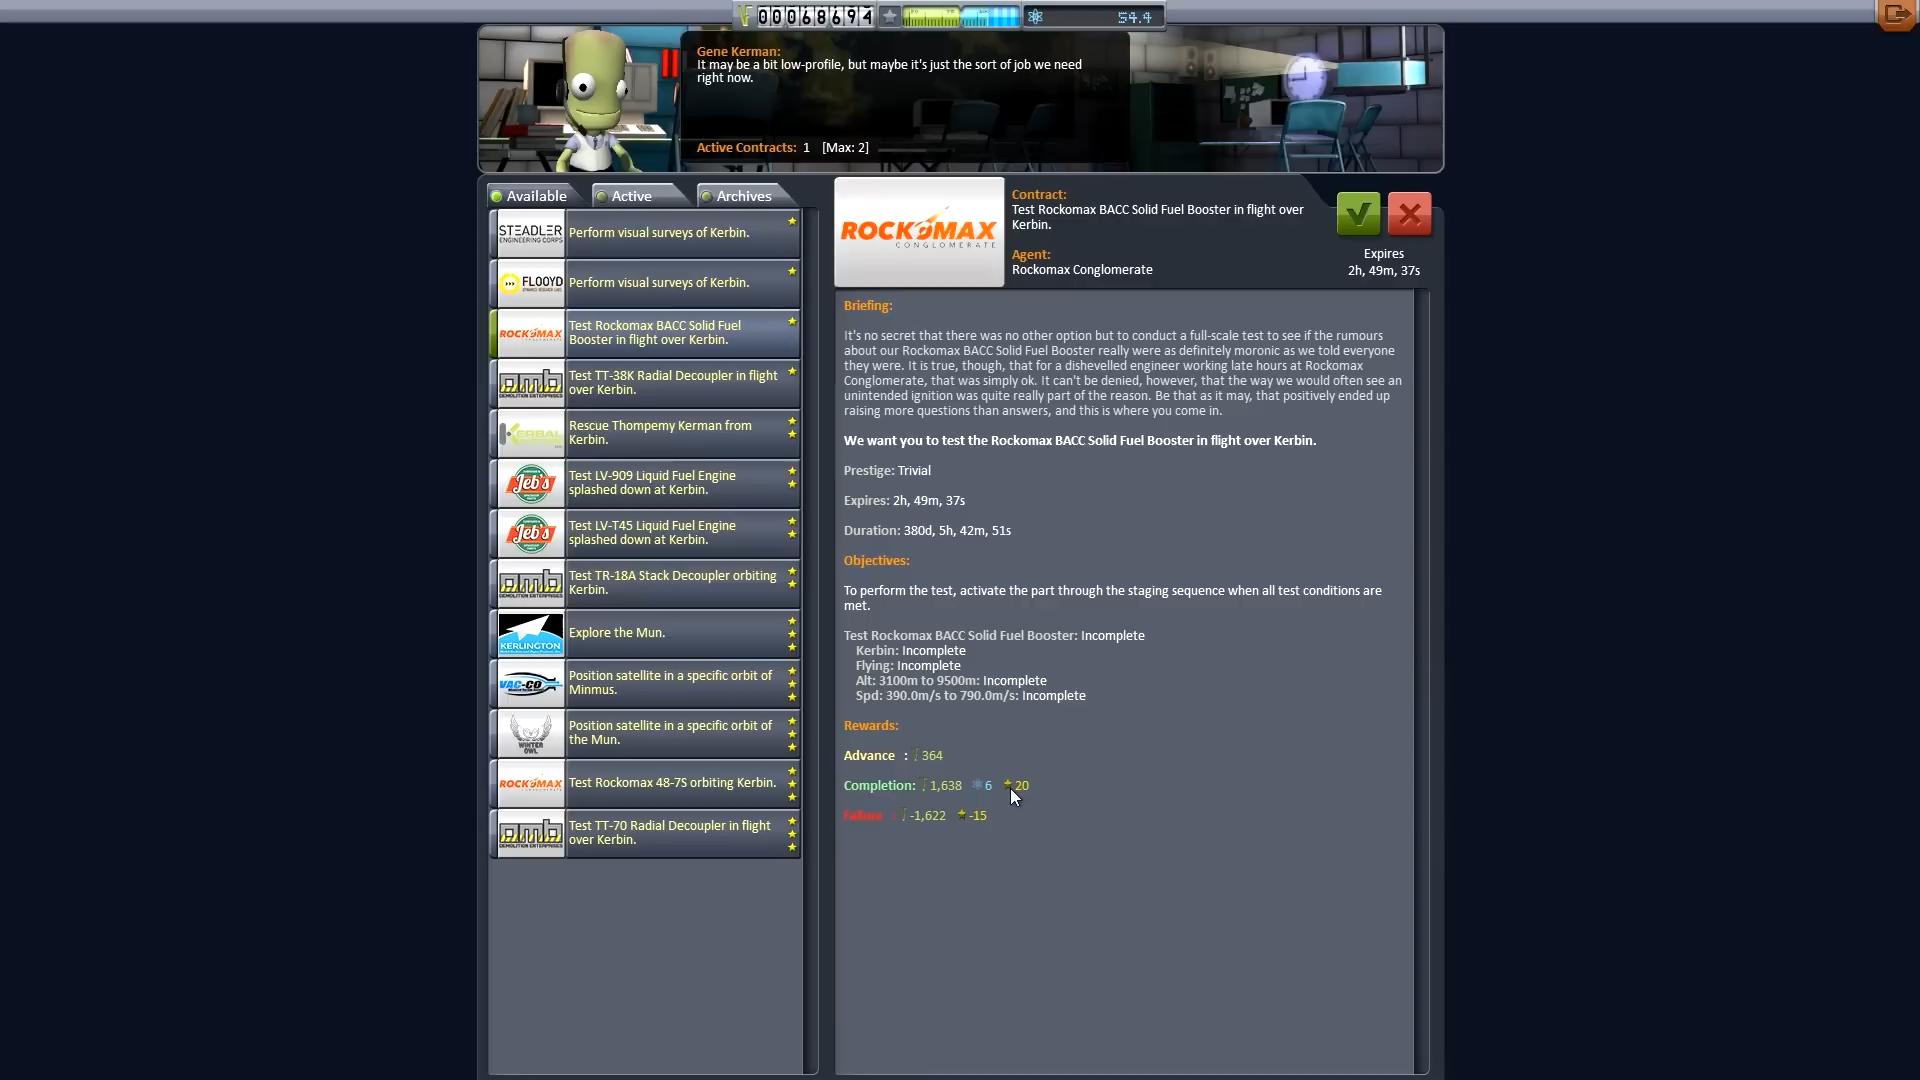 00068694
54.4
Gene Kerman:
It may be a bit low-profile, but maybe it's just the sort of job we need
right now.
Active Contracts: 1 [Max: 2]
Available
Active
Archives
STEADLER
ENGINEERING CORPS
Perform visual surveys of Kerbin.
FLOOYD
Perform visual surveys of Kerbin.
ROCKOMAX
Test Rockomax BACC Solid Fuel
Booster in flight over Kerbin.
OMB
DEMOLITION ENTERPRISES
Test TT-38K Radial Decoupler in flight
over Kerbin.
KERBAL
Rescue Thompemy Kerman from
Kerbin.
Jeb's
Test LV-909 Liquid Fuel Engine
splashed down at Kerbin.
Jeb's
Test LV-T45 Liquid Fuel Engine
splashed down at Kerbin.
OMB
DEMOLITION ENTERPRISES
Test TR-18A Stack Decoupler orbiting
Kerbin.
KERLINGTON
Explore the Mun.
VAC-CO
Position satellite in a specific orbit of
Minmus.
WINTER
OWL
Position satellite in a specific orbit of
the Mun.
ROCKOMAX
Test Rockomax 48-7S orbiting Kerbin.
OMB
DEMOLITION ENTERPRISES
Test TT-70 Radial Decoupler in flight
over Kerbin.
ROCKOMAX
CONGLOMERATE
Contract:
Test Rockomax BACC Solid Fuel Booster in flight over
Kerbin.
Agent:
Rockomax Conglomerate
Expires
2h, 49m, 37s
Briefing:
It's no secret that there was no other option but to conduct a full-scale test to see if the rumours
about our Rockomax BACC Solid Fuel Booster really were as definitely moronic as we told everyone
they were. It is true, though, that for a dishevelled engineer working late hours at Rockomax
Conglomerate, that was simply ok. It can't be denied, however, that the way we would often see an
unintended ignition was quite really part of the reason. Be that as it may, that positively ended up
raising more questions than answers, and this is where you come in.
We want you to test the Rockomax BACC Solid Fuel Booster in flight over Kerbin.
Prestige: Trivial
Expires: 2h, 49m, 37s
Duration: 380d, 5h, 42m, 51s
Objectives:
To perform the test, activate the part through the staging sequence when all test conditions are
met.
Test Rockomax BACC Solid Fuel Booster: Incomplete
Kerbin: Incomplete
Flying: Incomplete
Alt: 3100m to 9500m: Incomplete
Spd: 390.0m/s to 790.0m/s: Incomplete
Rewards:
Advance : 364
Completion: 1,638 6 20
Failure : -1,622 -15